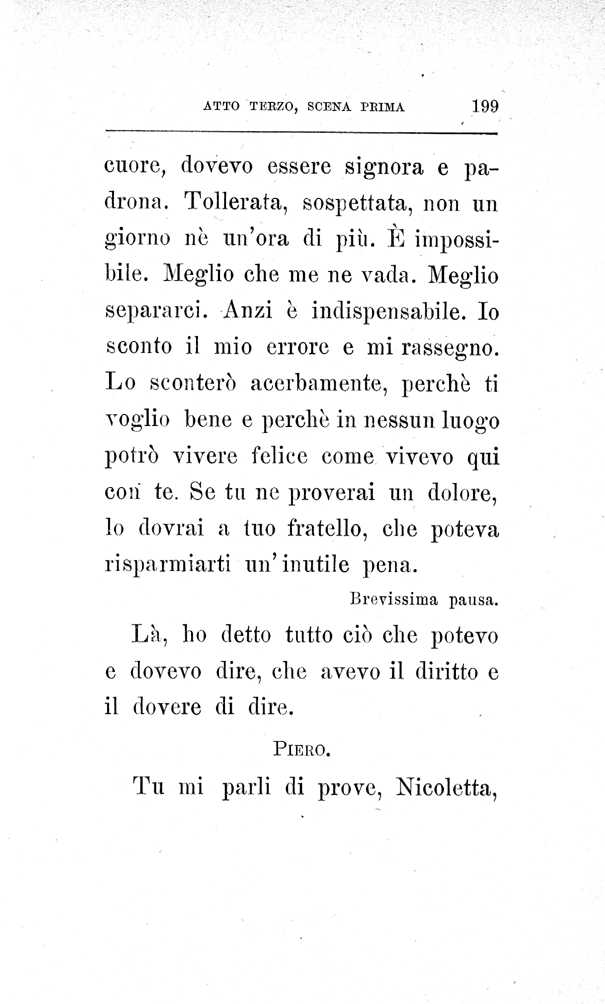 ATTO TERZO, SCENA PRIMA 199
cuore, dovevo essere signora e pa-
drona. Tollerata, sospettata, non un
giorno nè un'ora di più. È impossi-
bile. Meglio che me ne vada. Meglio
separarci. Anzi è indispensabile. Io
sconto il mio errore e mi rassegno.
Lo sconterò acerbamente, perchè ti
voglio bene e perchè in nessun luogo
potrò vivere felice come vivevo qui
con te. Se tu ne proverai un dolore,
lo dovrai a tuo fratello, che poteva
risparmiarti un' inutile pena.
Brevissima pausa.
Là, ho detto tutto ciò che potevo
e dovevo dire, che avevo il diritto e
il dovere di dire.
PIERO.
Tu mi parli di prove, Nicoletta,